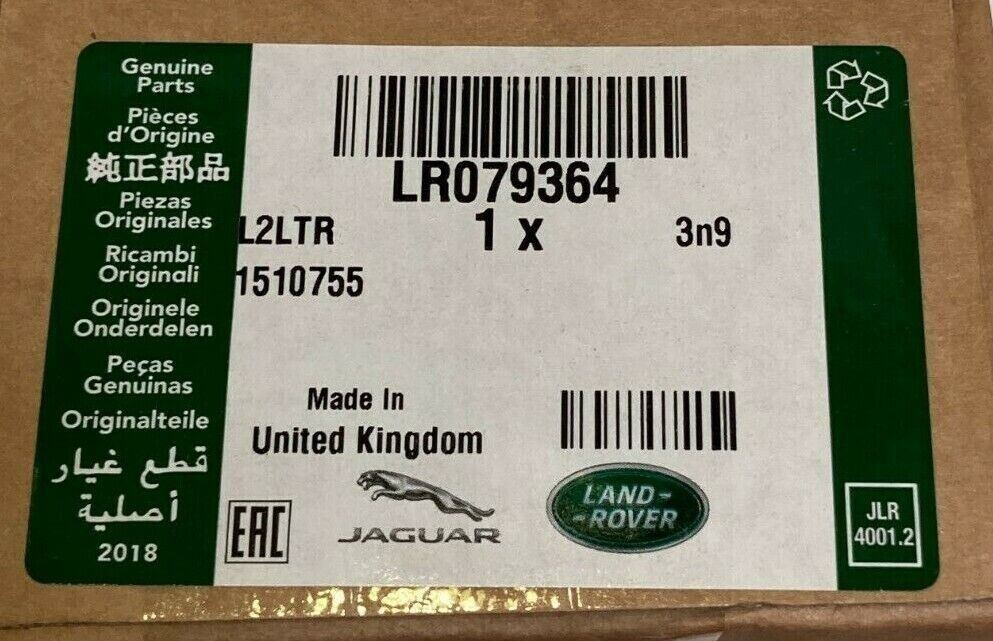 Genuine
Parts
Pièces
d'Origine
純正部品
Piezas
Originales
Ricambi
Originali
Originele
Onderdelen
Peças
Genuinas
Originalteile
قطع غيار
أصلية
2018
LR079364
L2LTR 1 x 3n9
1510755
Made In
United Kingdom
EAC
JAGUAR
LAND-
-ROVER
JLR
4001.2